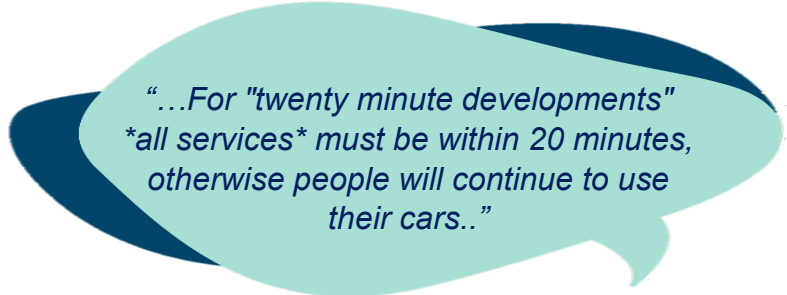 “…For "twenty minute developments"
*all services* must be within 20 minutes,
otherwise people will continue to use
their cars..”